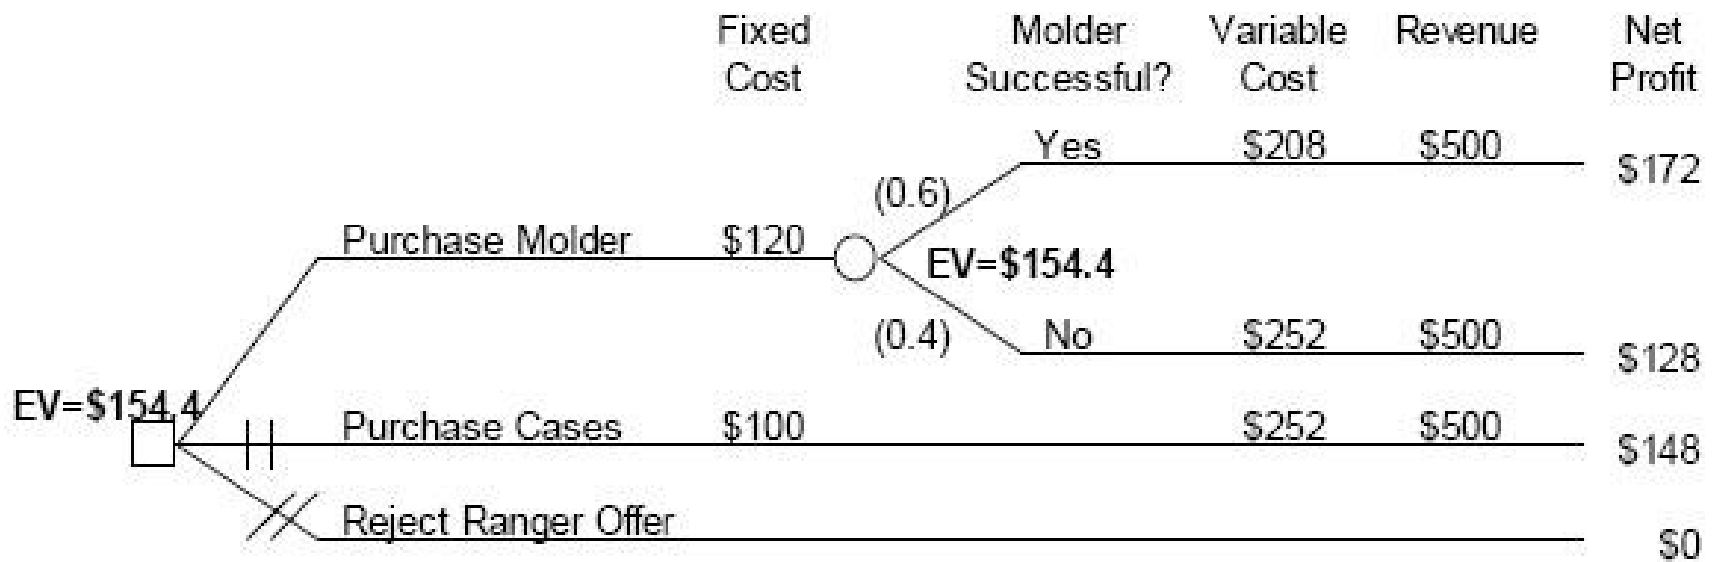 Fixed Molder Variable Revenue Net
Cost Successful? Cost Profit
Yes $208 $500 $172
(0.6)
Purchase Molder $120
EV=$154.4
(0.4) No $252 $500 $128
EV=$154.4
Purchase Cases $100 $252 $500 $148
Reject Ranger Offer $0